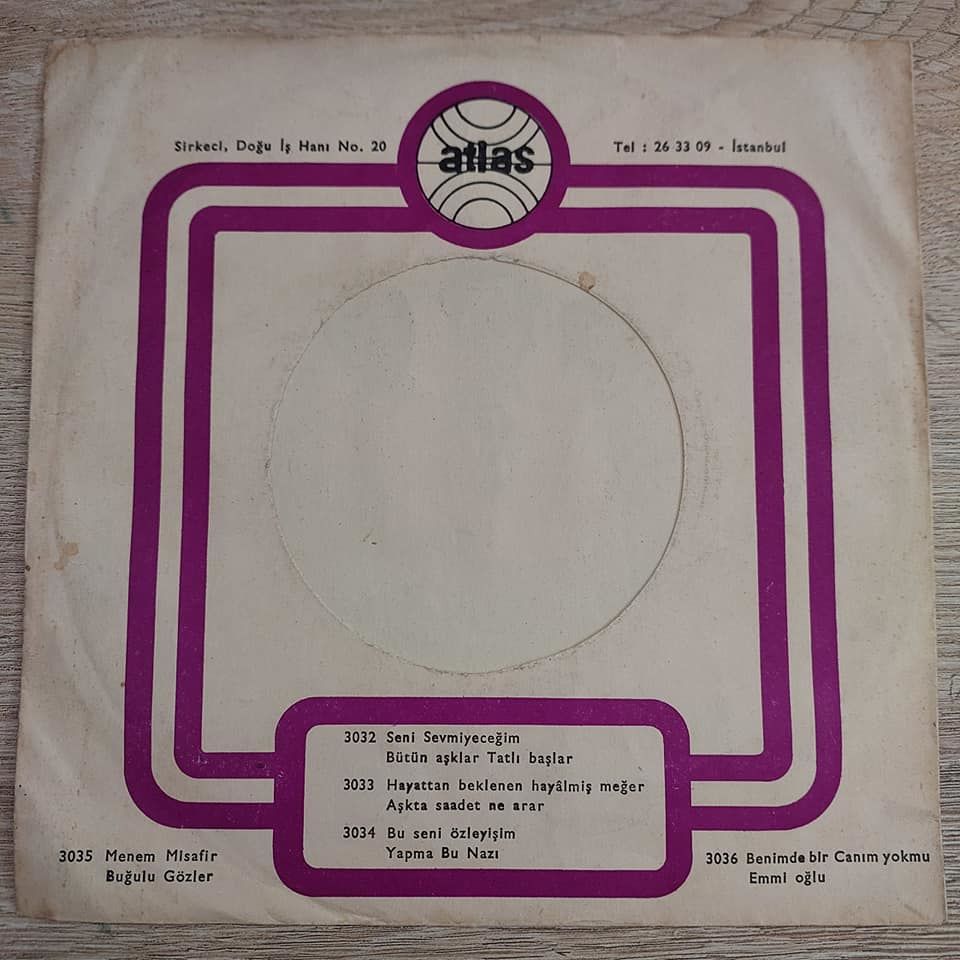 Sirkeci, Doğu İş Hanı No. 20
atlas
Tel : 26 33 09 - İstanbul
3032 Seni Sevmiyeceğim
Bütün aşklar Tatlı başlar
3033 Hayattan beklenen hayâlmiş meğer
Aşkta saadet ne arar
3034 Bu seni özleyişim
Yapma Bu Nazı
3035 Menem Misafir
Buğulu Gözler
3036 Benimde bir Canım yokmu
Emmi oğlu